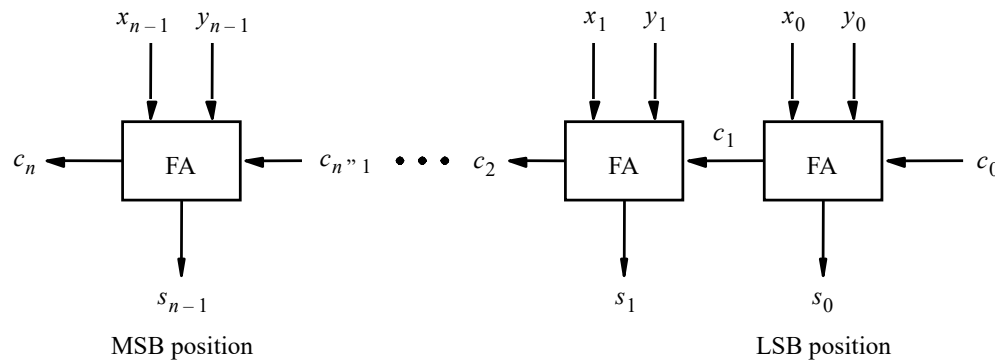 x_{n-1} y_{n-1} x_1 y_1 x_0 y_0
c_n FA c_{n”1} • • • c_2 FA c_1 FA c_0
s_{n-1} s_1 s_0
MSB position LSB position